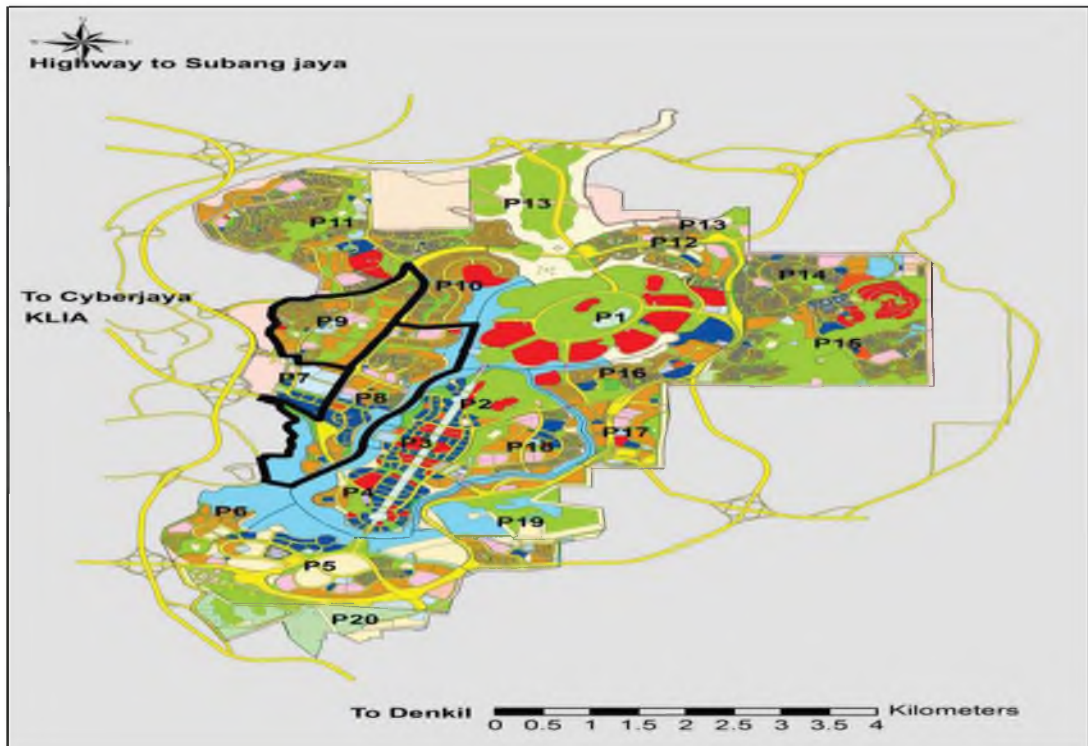 Highway to Subang jaya
P13
P11
P13
P12
P14
To Cyberjaya
KLIA
P10
P9
P1
P15
P7
P16
P8
P2
P3
P17
P18
P4
P6
P19
P5
P20
To Denkil
Kilometers
0 0.5 1 1.5 2 2.5 3 3.5 4